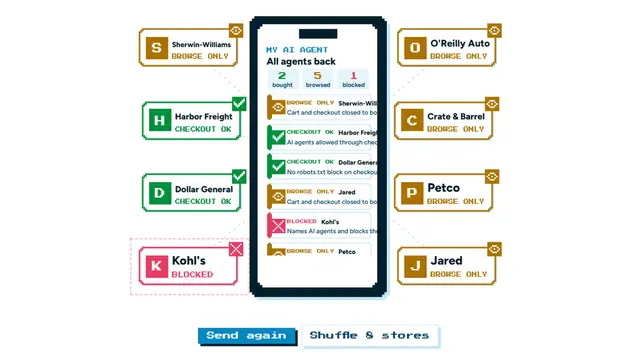 S
Sherwin-Williams
BROWSE ONLY
H
Harbor Freight
CHECKOUT OK
D
Dollar General
CHECKOUT OK
K
Kohl's
BLOCKED
MY AI AGENT
All agents back
2
bought
5
browsed
1
blocked
BROWSE ONLY Sherwin-Willi
Cart and checkout closed to bo
CHECKOUT OK Harbor Freigh
AI agents allowed through chec
CHECKOUT OK Dollar Genera
No robots.txt block on checkou
BROWSE ONLY Jared
Cart and checkout closed to bo
BLOCKED Kohl's
Names AI agents and blocks the
BROWSE ONLY Petco
O
O'Reilly Auto
BROWSE ONLY
C
Crate & Barrel
BROWSE ONLY
P
Petco
BROWSE ONLY
J
Jared
BROWSE ONLY
Send again
Shuffle 8 stores